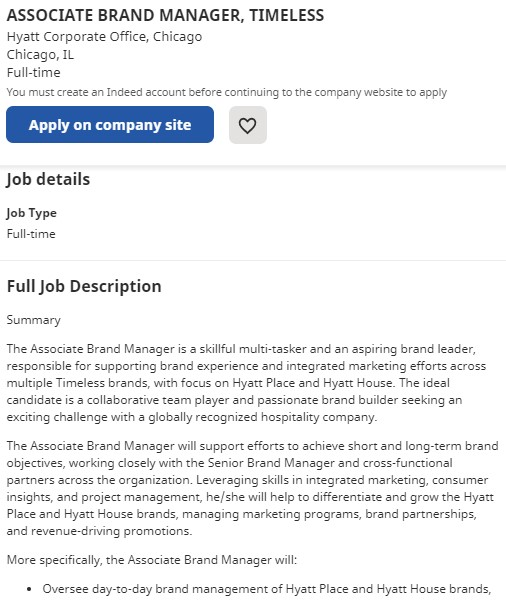 ASSOCIATE BRAND MANAGER, TIMELESS
Hyatt Corporate Office, Chicago
Chicago, IL
Full-time
You must create an Indeed account before continuing to the company website to apply
Apply on company site
Job details
Job Type
Full-time
Full Job Description
Summary
The Associate Brand Manager is a skillful multi-tasker and an aspiring brand leader,
responsible for supporting brand experience and integrated marketing efforts across
multiple Timeless brands, with focus on Hyatt Place and Hyatt House. The ideal
candidate is a collaborative team player and passionate brand builder seeking an
exciting challenge with a globally recognized hospitality company.
The Associate Brand Manager will support efforts to achieve short and long-term brand
objectives, working closely with the Senior Brand Manager and cross-functional
partners across the organization. Leveraging skills in integrated marketing, consumer
insights, and project management, he/she will help to differentiate and grow the Hyatt
Place and Hyatt House brands, managing marketing programs, brand partnerships,
and revenue-driving promotions.
More specifically, the Associate Brand Manager will:
• Oversee day-to-day brand management of Hyatt Place and Hyatt House brands,